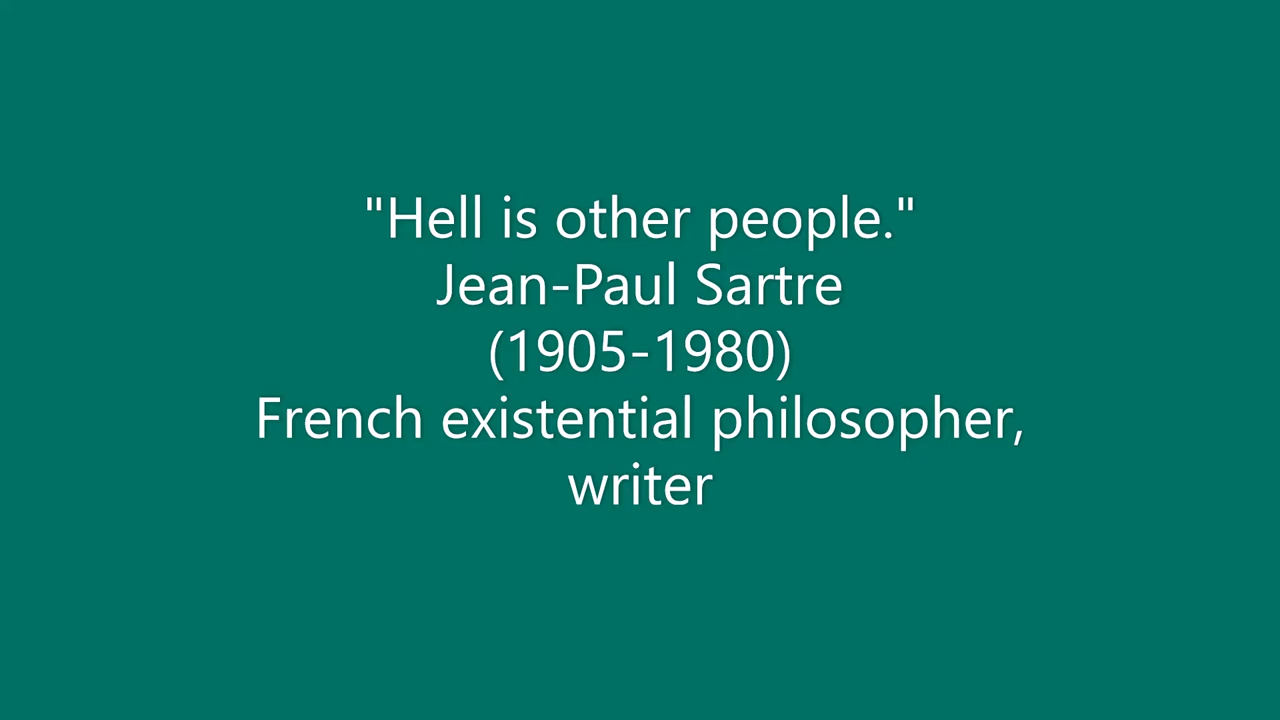 "Hell is other people."
Jean-Paul Sartre
(1905-1980)
French existential philosopher,
writer